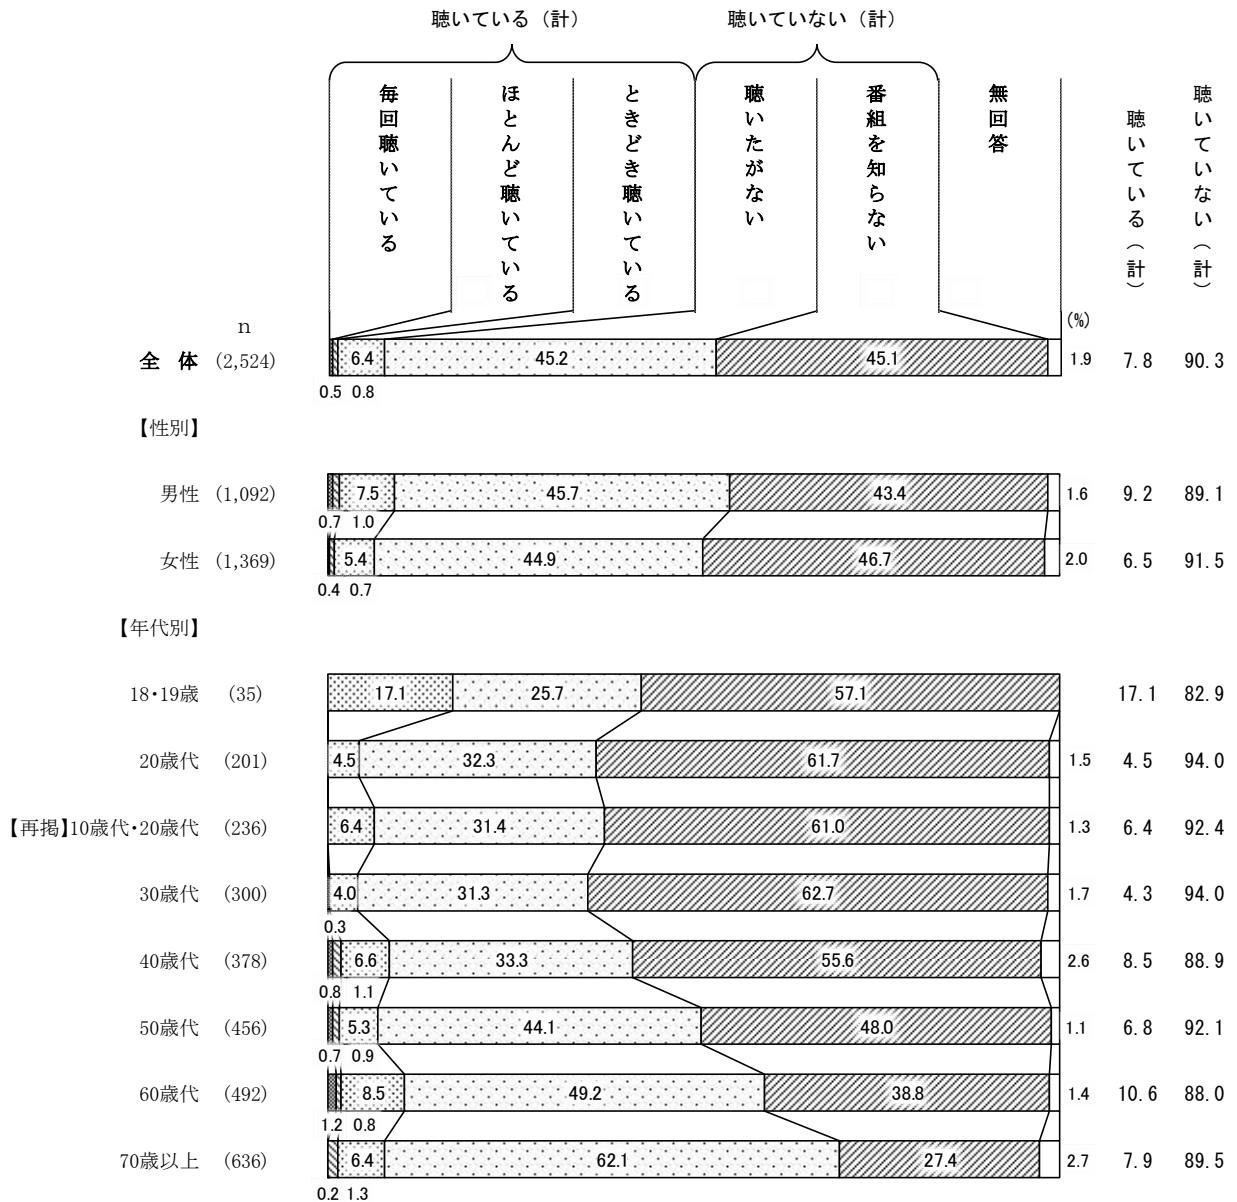 聴いている（計）
聴いていない（計）
毎回聴いている
ほとんど聴いている
ときどき聴いている
聴いたがない
番組を知らない
無回答
聴いている（計）
聴いていない（計）
(%)
n
全　体 (2,524) 6.4 45.2 45.1 1.9 7.8 90.3
0.5 0.8
【性別】
男性 (1,092) 7.5 45.7 43.4 1.6 9.2 89.1
0.7 1.0
女性 (1,369) 5.4 44.9 46.7 2.0 6.5 91.5
0.4 0.7
【年代別】
18・19歳 (35) 17.1 25.7 57.1 17.1 82.9
20歳代 (201) 4.5 32.3 61.7 1.5 4.5 94.0
【再掲】10歳代・20歳代 (236) 6.4 31.4 61.0 1.3 6.4 92.4
30歳代 (300) 4.0 31.3 62.7 1.7 4.3 94.0
0.3
40歳代 (378) 6.6 33.3 55.6 2.6 8.5 88.9
0.8 1.1
50歳代 (456) 5.3 44.1 48.0 1.1 6.8 92.1
0.7 0.9
60歳代 (492) 8.5 49.2 38.8 1.4 10.6 88.0
1.2 0.8
70歳以上 (636) 6.4 62.1 27.4 2.7 7.9 89.5
0.2 1.3